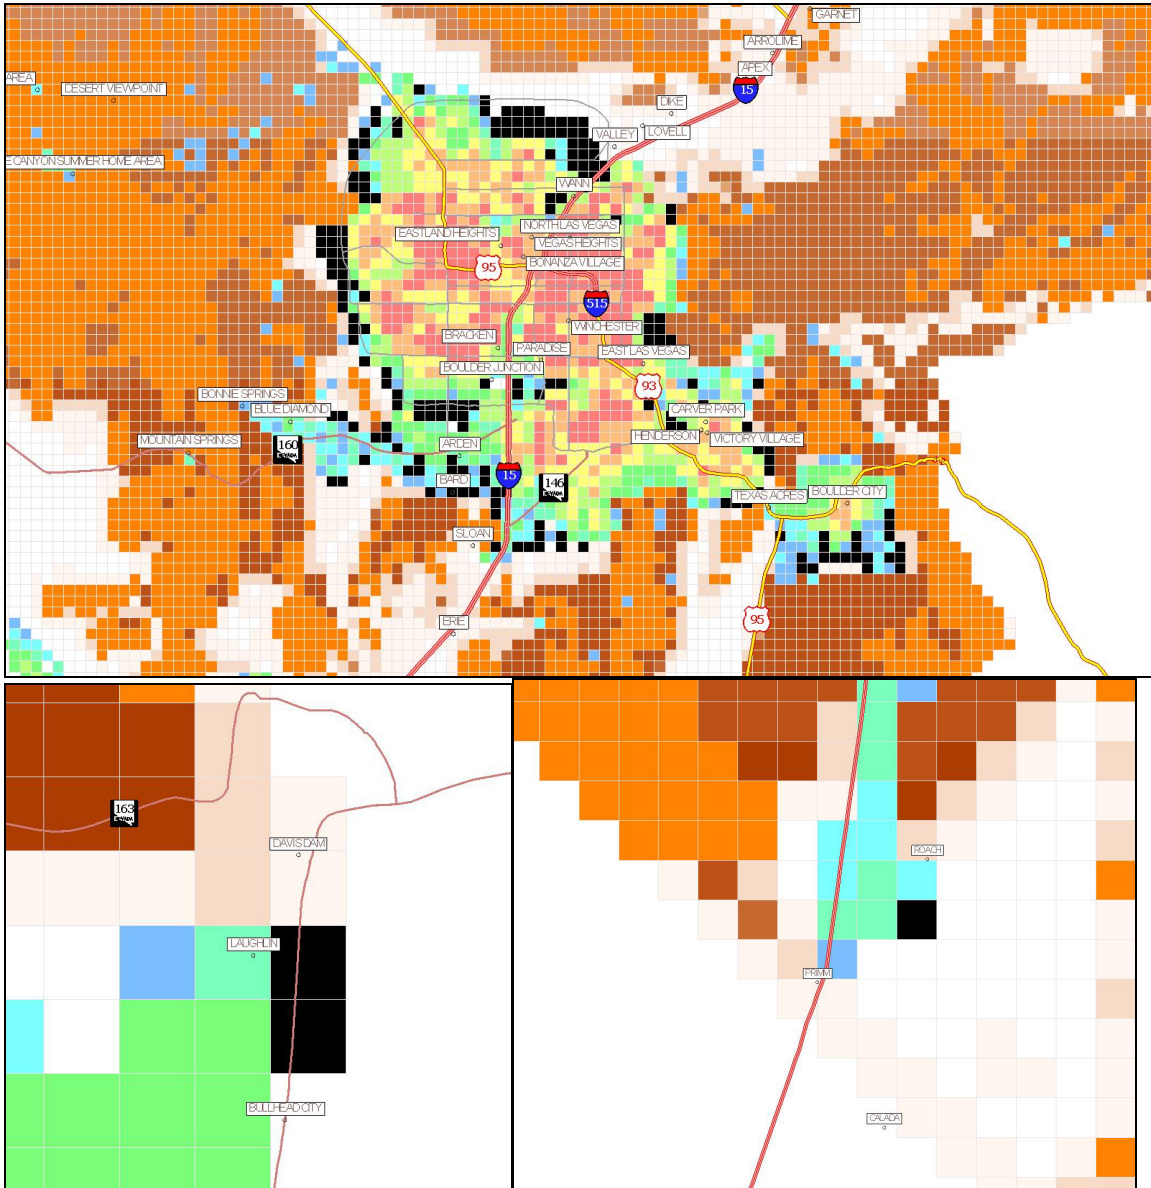 GARNET
ARROLIME
APEX
15
AREA
DESERT VIEWPOINT
DIKE
VALLEY
LOVELL
E CANYON SUMMER HOME AREA
WANN
NORTH LAS VEGAS
EASTLAND HEIGHTS
VEGAS HEIGHTS
BONANZA VILLAGE
95
515
WINCHESTER
BRACKEN
PARADISE
EAST LAS VEGAS
BOULDER JUNCTION
93
BONNIE SPRINGS
BLUE DIAMOND
CARVER PARK
MOUNTAIN SPRINGS
160
NEVADA
ARDEN
HENDERSON
VICTORY VILLAGE
15
BARD
146
NEVADA
TEXAS ACRES
BOULDER CITY
SLOAN
ERIE
95
163
NEVADA
DAVIS DAM
LAUGHLIN
BULLHEAD CITY
ROACH
PRIMM
CALADA